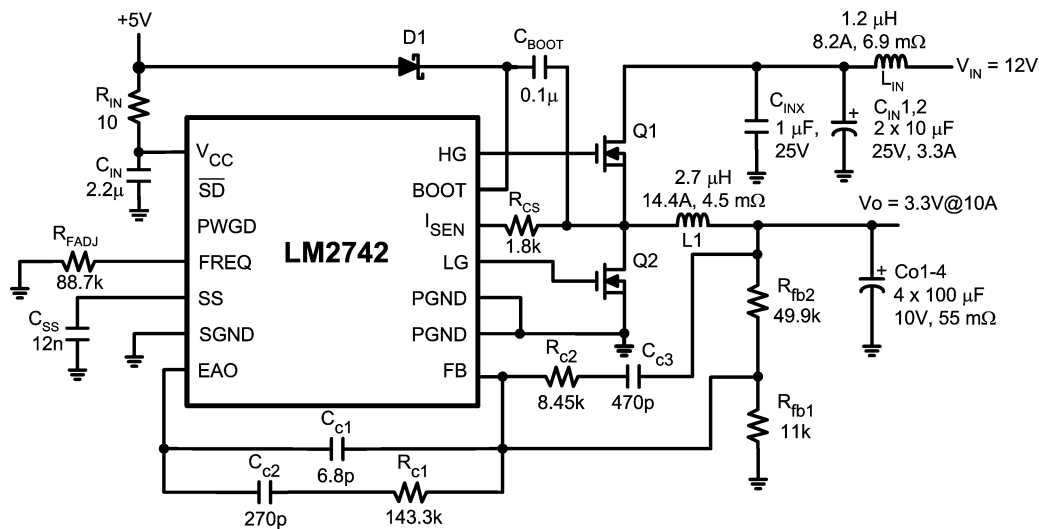 +5V
D1
C_BOOT
0.1μ
1.2 μH
8.2A, 6.9 mΩ
L_IN
V_IN = 12V
R_IN
10
C_IN
2.2μ
C_INX
1 μF,
25V
C_IN1,2
2 x 10 μF
25V, 3.3A
LM2742
V_CC
S̅D̅
PWGD
FREQ
SS
SGND
EAO
HG
BOOT
I_SEN
LG
PGND
PGND
FB
Q1
R_CS
1.8k
2.7 μH
14.4A, 4.5 mΩ
L1
Vo = 3.3V@10A
Q2
R_FADJ
88.7k
C_SS
12n
R_fb2
49.9k
Co1-4
4 x 100 μF
10V, 55 mΩ
R_c2
8.45k
C_c3
470p
R_fb1
11k
C_c1
6.8p
C_c2
270p
R_c1
143.3k